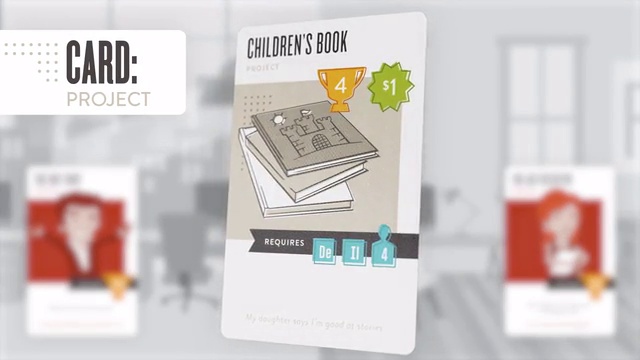 CARD:
PROJECT
CHILDREN'S BOOK
PROJECT
4
$1
REQUIRES
De
Il
4
My daughter says I'm good at stories